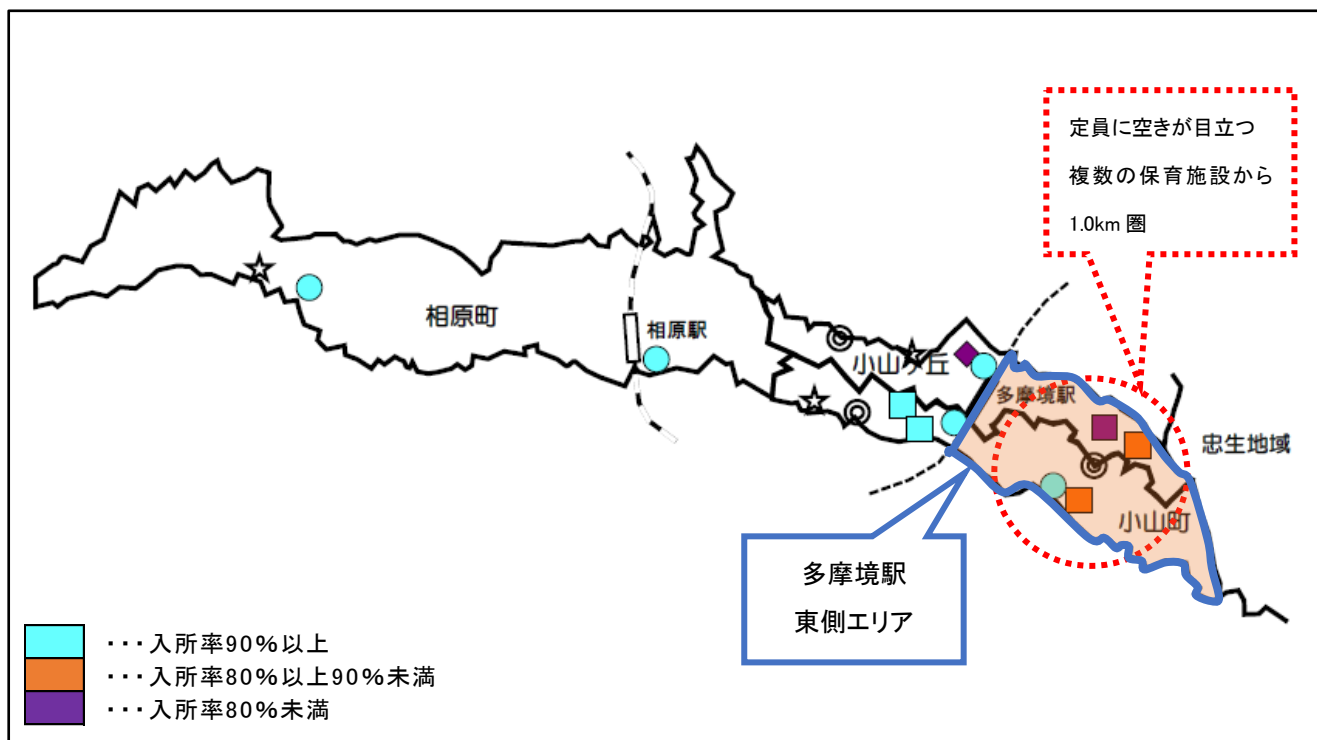 定員に空きが目立つ
複数の保育施設から
1.0km 圏
相原町
相原駅
小山ヶ丘
多摩境駅
忠生地域
小山町
多摩境駅
東側エリア
・・・入所率90％以上
・・・入所率80％以上90％未満
・・・入所率80％未満